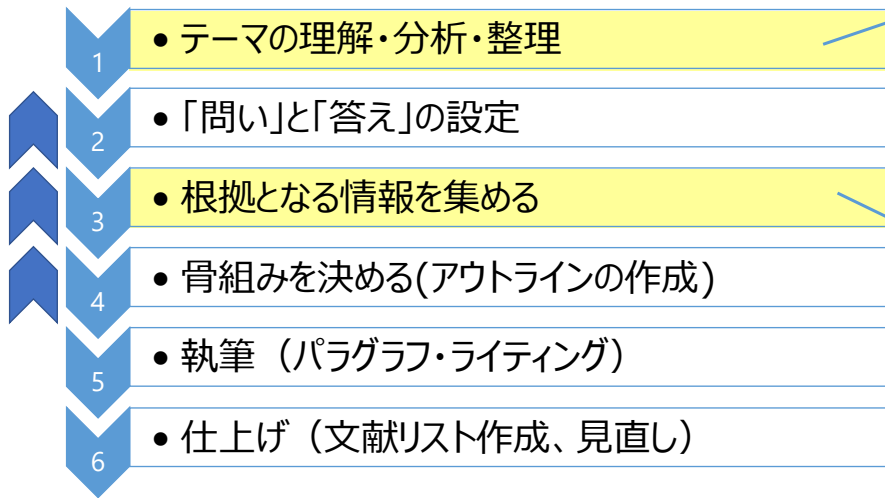 1 • テーマの理解・分析・整理
2 • 「問い」と「答え」の設定
3 • 根拠となる情報を集める
4 • 骨組みを決める(アウトラインの作成)
5 • 執筆（パラグラフ・ライティング）
6 • 仕上げ（文献リスト作成、見直し）